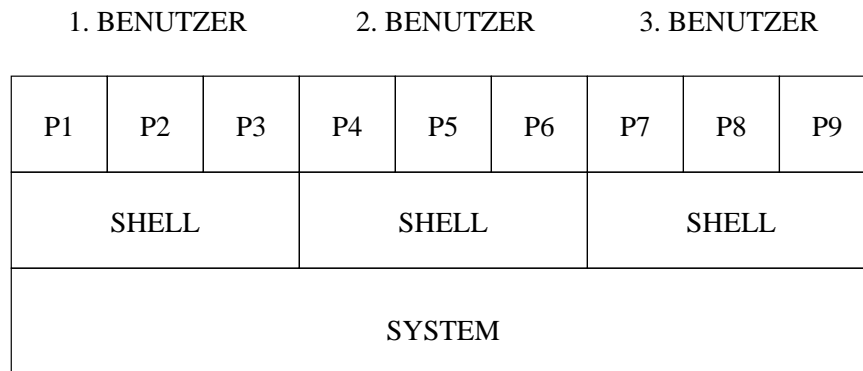 1. BENUTZER 2. BENUTZER 3. BENUTZER
P1 P2 P3 P4 P5 P6 P7 P8 P9
SHELL SHELL SHELL
SYSTEM